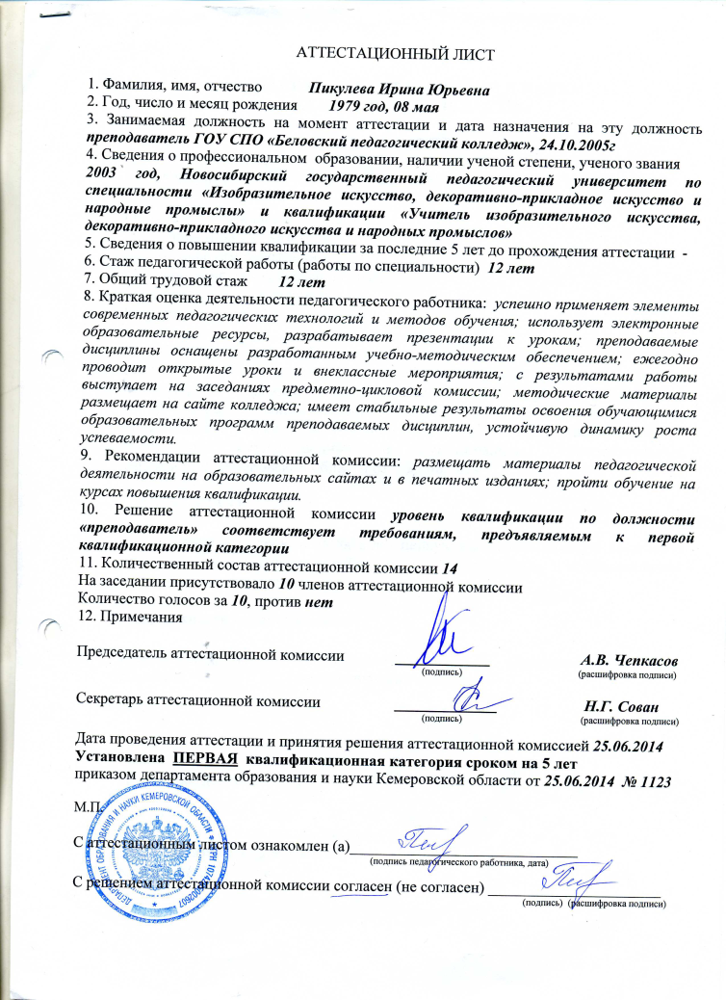 АТТЕСТАЦИОННЫЙ ЛИСТ
1. Фамилия, имя, отчество Пикулева Ирина Юрьевна
2. Год, число и месяц рождения 1979 год, 08 мая
3. Занимаемая должность на момент аттестации и дата назначения на эту должность
преподаватель ГОУ СПО «Беловский педагогический колледж», 24.10.2005г
4. Сведения о профессиональном образовании, наличии ученой степени, ученого звания
2003 год, Новосибирский государственный педагогический университет по
специальности «Изобразительное искусство, декоративно-прикладное искусство и
народные промыслы» и квалификации «Учитель изобразительного искусства,
декоративно-прикладного искусства и народных промыслов»
5. Сведения о повышении квалификации за последние 5 лет до прохождения аттестации -
6. Стаж педагогической работы (работы по специальности) 12 лет
7. Общий трудовой стаж 12 лет
8. Краткая оценка деятельности педагогического работника: успешно применяет элементы
современных педагогических технологий и методов обучения; использует электронные
образовательные ресурсы, разрабатывает презентации к урокам; преподаваемые
дисциплины оснащены разработанным учебно-методическим обеспечением; ежегодно
проводит открытые уроки и внеклассные мероприятия; с результатами работы
выступает на заседаниях предметно-цикловой комиссии; методические материалы
размещает на сайте колледжа; имеет стабильные результаты освоения обучающимися
образовательных программ преподаваемых дисциплин, устойчивую динамику роста
успеваемости.
9. Рекомендации аттестационной комиссии: размещать материалы педагогической
деятельности на образовательных сайтах и в печатных изданиях; пройти обучение на
курсах повышения квалификации.
10. Решение аттестационной комиссии уровень квалификации по должности
«преподаватель» соответствует требованиям, предъявляемым к первой
квалификационной категории
11. Количественный состав аттестационной комиссии 14
На заседании присутствовало 10 членов аттестационной комиссии
Количество голосов за 10, против нет
12. Примечания
Председатель аттестационной комиссии А.В. Чепкасов
(подпись) (расшифровка подписи)
Секретарь аттестационной комиссии Н.Г. Сован
(подпись) (расшифровка подписи)
Дата проведения аттестации и принятия решения аттестационной комиссией 25.06.2014
Установлена ПЕРВАЯ квалификационная категория сроком на 5 лет
приказом департамента образования и науки Кемеровской области от 25.06.2014 № 1123
М.П.
С аттестационным листом ознакомлен (а)
(подпись педагогического работника, дата)
С решением аттестационной комиссии согласен (не согласен)
(подпись) (расшифровка подписи)
ДЕПАРТАМЕНТ ОБРАЗОВАНИЯ И НАУКИ КЕМЕРОВСКОЙ ОБЛАСТИ